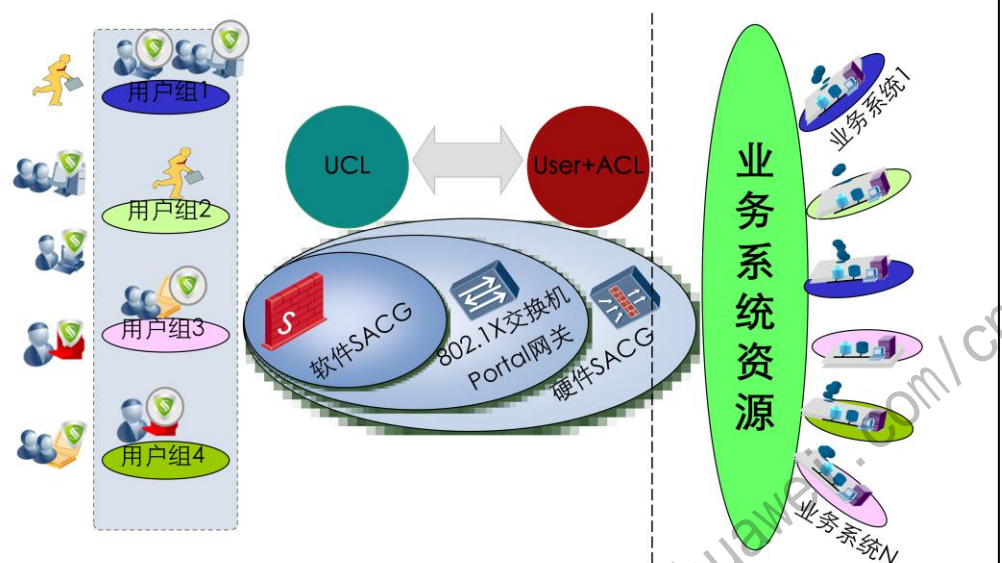 用户组1
用户组2
用户组3
用户组4
UCL
User+ACL
软件SACG
802.1X交换机
Portal网关
硬件SACG
业务系统资源
业务系统1
业务系统N